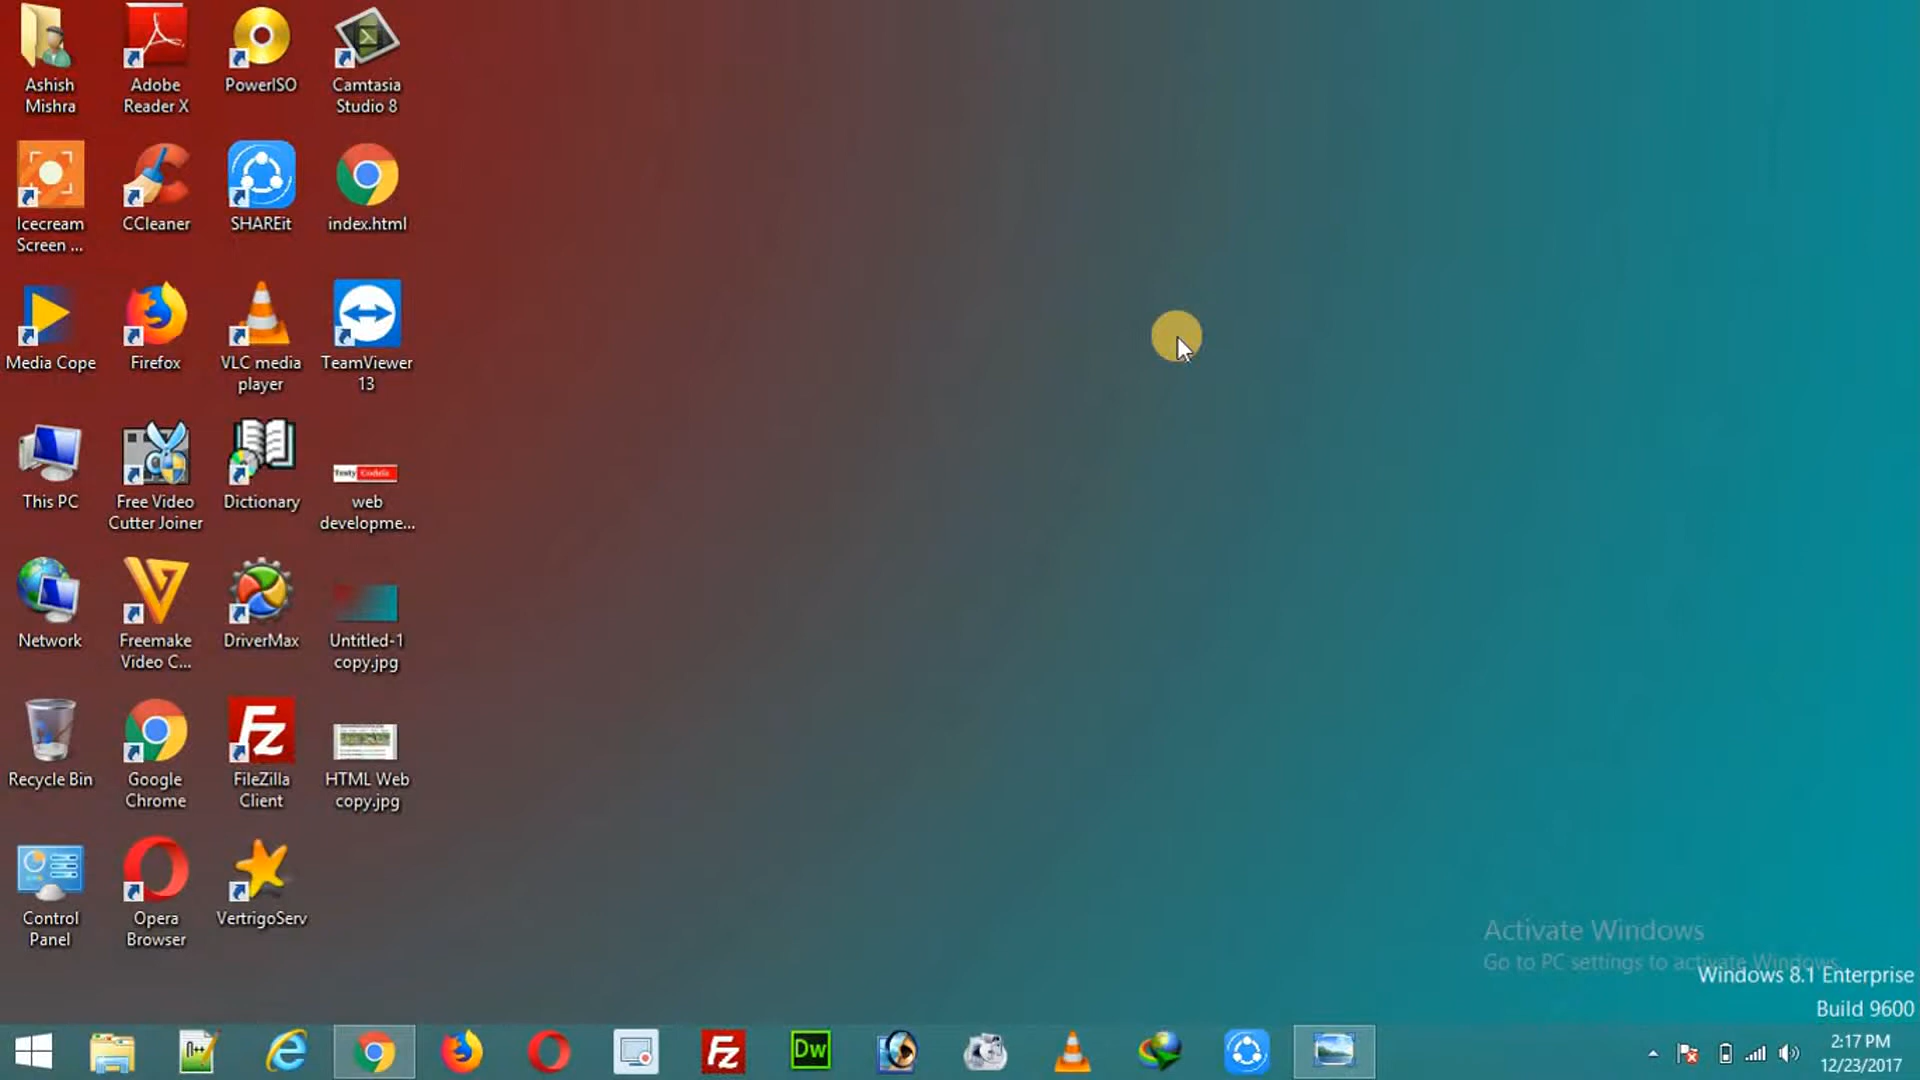 Ashish
Mishra
Adobe
Reader X
PowerISO
Camtasia
Studio 8
Icecream
Screen ...
CCleaner
SHAREit
index.html
Media Cope
Firefox
VLC media
player
TeamViewer
13
This PC
Free Video
Cutter Joiner
Dictionary
web
developme...
Network
Freemake
Video C...
DriverMax
Untitled-1
copy.jpg
Recycle Bin
Google
Chrome
FileZilla
Client
HTML Web
copy.jpg
Control
Panel
Opera
Browser
VertrigoServ
Activate Windows
Go to PC settings to activate Windows.
Windows 8.1 Enterprise
Build 9600
Fz
Dw
2:17 PM
12/23/2017